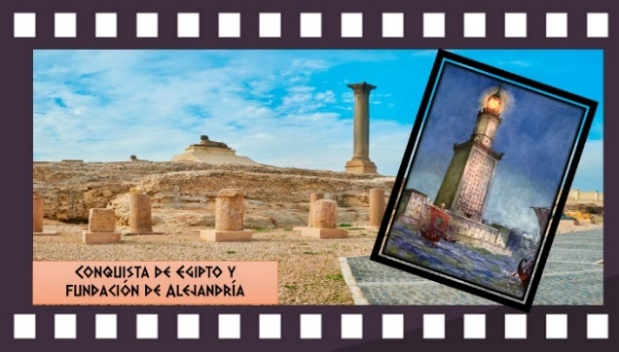 Conquista de Egipto y
fundación de Alejandría